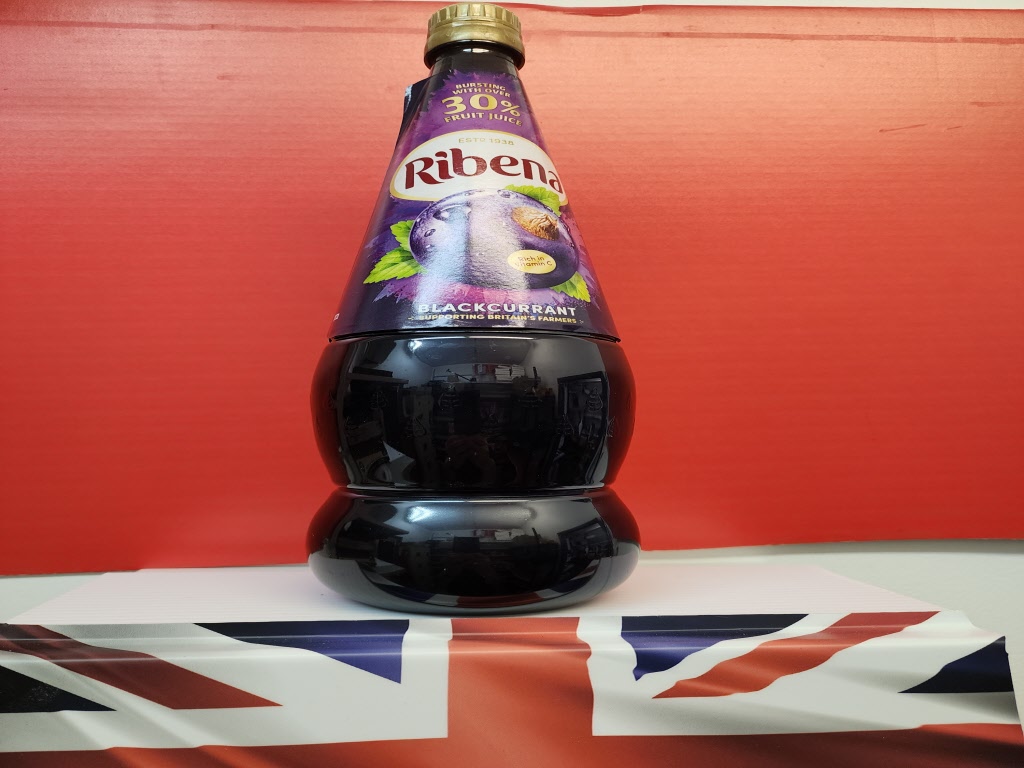 BURSTING
WITH OVER
30%
FRUIT JUICE
ESTD 1938
Ribena
Rich in
Vitamin C
BLACKCURRANT
SUPPORTING BRITAIN'S FARMERS